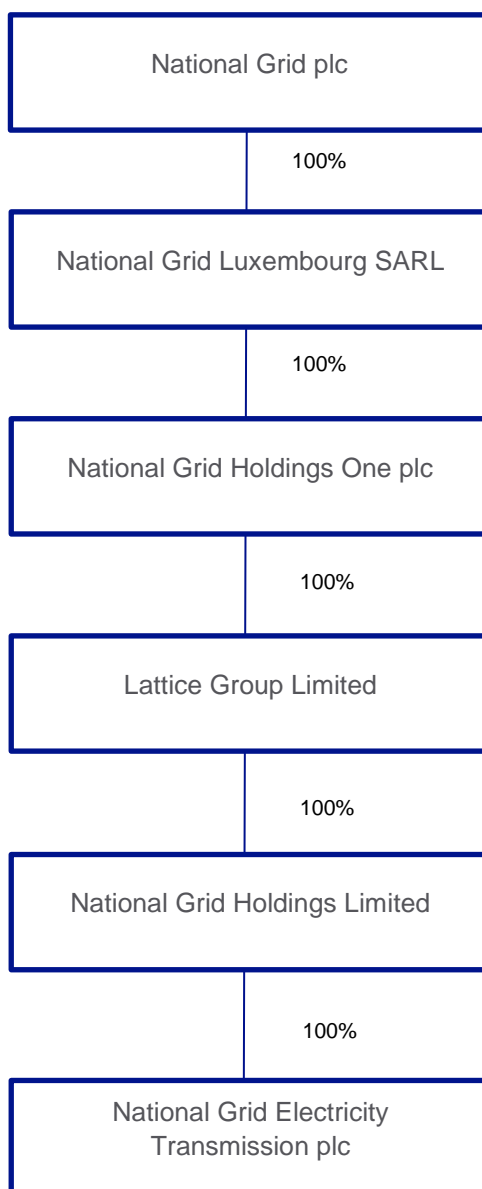 National Grid plc
100%
National Grid Luxembourg SARL
100%
National Grid Holdings One plc
100%
Lattice Group Limited
100%
National Grid Holdings Limited
100%
National Grid Electricity
Transmission plc